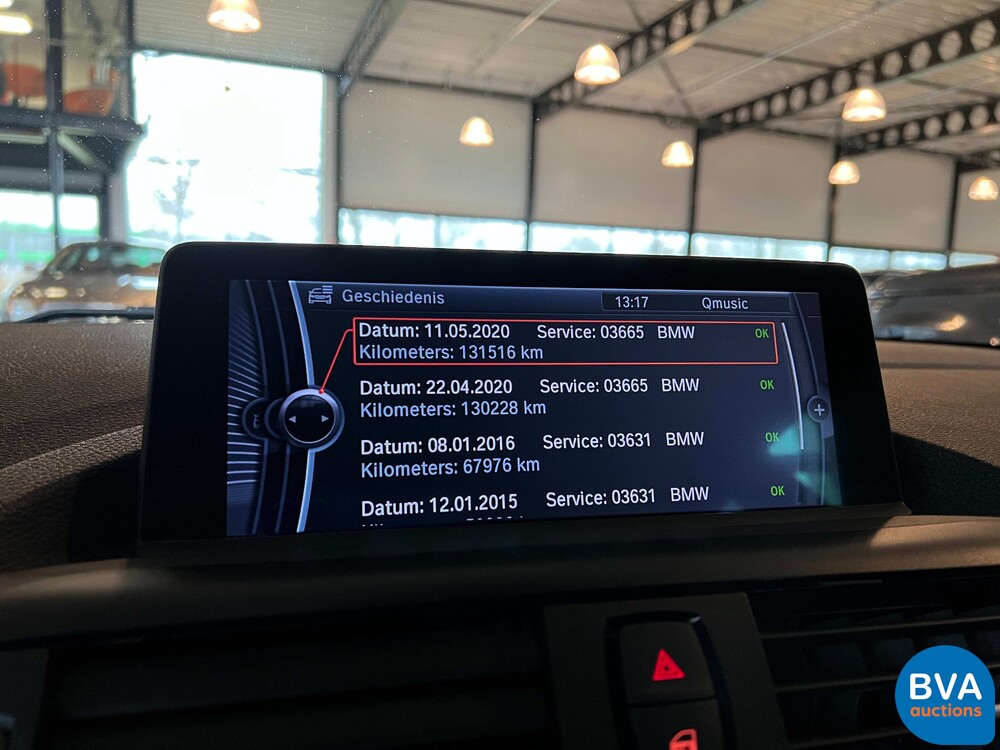 Geschiedenis 13:17 Qmusic
Datum: 11.05.2020 Service: 03665 BMW OK
Kilometers: 131516 km
Datum: 22.04.2020 Service: 03665 BMW OK
Kilometers: 130228 km
Datum: 08.01.2016 Service: 03631 BMW OK
Kilometers: 67976 km
Datum: 12.01.2015 Service: 03631 BMW OK
BVA
auctions